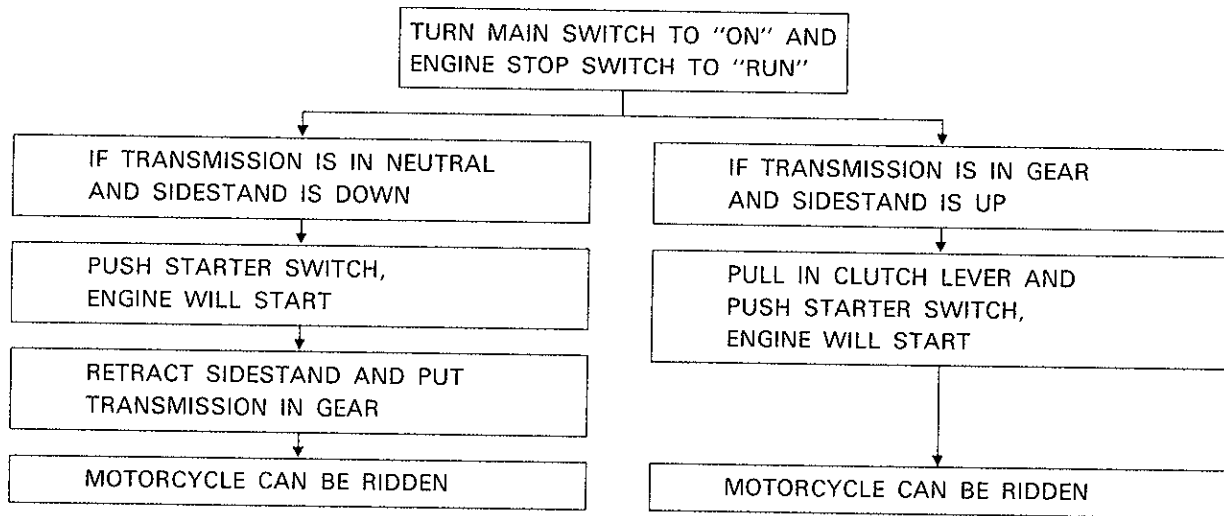 TURN MAIN SWITCH TO "ON" AND
ENGINE STOP SWITCH TO "RUN"
IF TRANSMISSION IS IN NEUTRAL
AND SIDESTAND IS DOWN
PUSH STARTER SWITCH,
ENGINE WILL START
RETRACT SIDESTAND AND PUT
TRANSMISSION IN GEAR
MOTORCYCLE CAN BE RIDDEN
IF TRANSMISSION IS IN GEAR
AND SIDESTAND IS UP
PULL IN CLUTCH LEVER AND
PUSH STARTER SWITCH,
ENGINE WILL START
MOTORCYCLE CAN BE RIDDEN